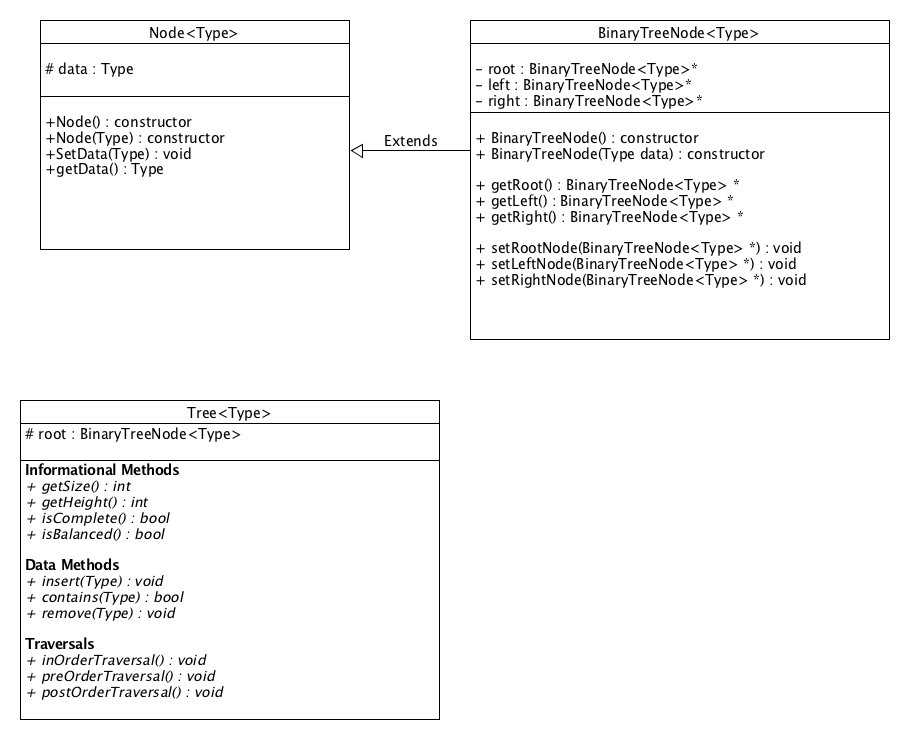 Node<Type>
# data : Type
+Node() : constructor
+Node(Type) : constructor
+SetData(Type) : void
+getData() : Type
Extends
BinaryTreeNode<Type>
– root : BinaryTreeNode<Type>*
– left : BinaryTreeNode<Type>*
– right : BinaryTreeNode<Type>*
+ BinaryTreeNode() : constructor
+ BinaryTreeNode(Type data) : constructor
+ getRoot() : BinaryTreeNode<Type> *
+ getLeft() : BinaryTreeNode<Type> *
+ getRight() : BinaryTreeNode<Type> *
+ setRootNode(BinaryTreeNode<Type> *) : void
+ setLeftNode(BinaryTreeNode<Type> *) : void
+ setRightNode(BinaryTreeNode<Type> *) : void
Tree<Type>
# root : BinaryTreeNode<Type>
Informational Methods
+ getSize() : int
+ getHeight() : int
+ isComplete() : bool
+ isBalanced() : bool
Data Methods
+ insert(Type) : void
+ contains(Type) : bool
+ remove(Type) : void
Traversals
+ inOrderTraversal() : void
+ preOrderTraversal() : void
+ postOrderTraversal() : void